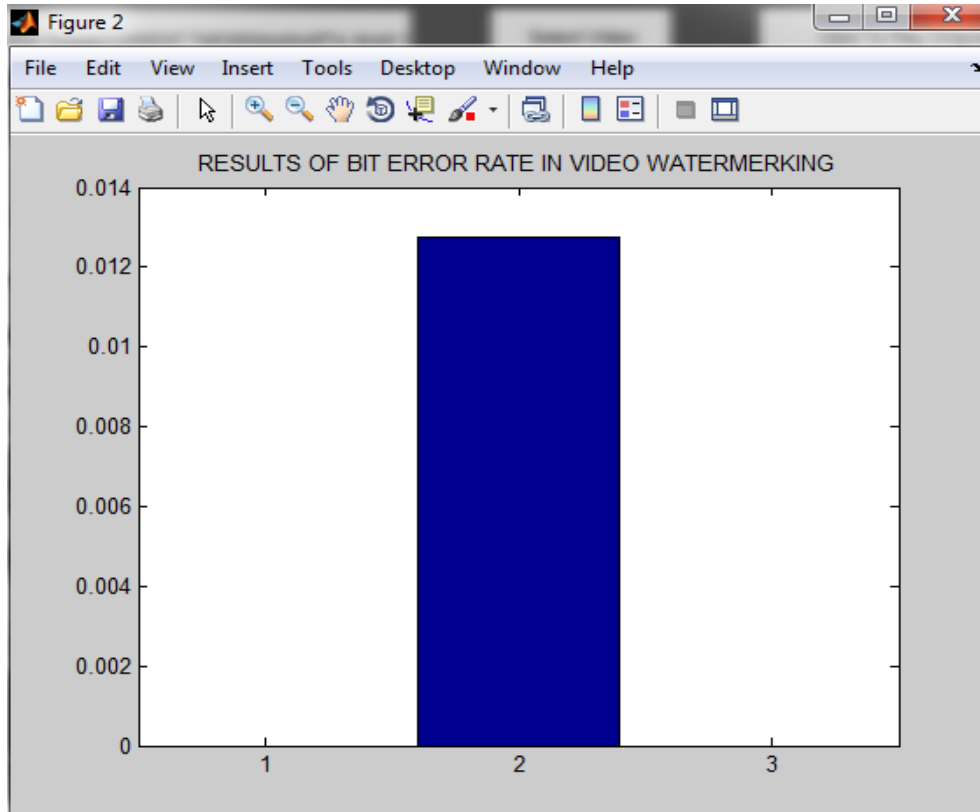 Figure 2
File Edit View Insert Tools Desktop Window Help
RESULTS OF BIT ERROR RATE IN VIDEO WATERMERKING
0.014
0.012
0.01
0.008
0.006
0.004
0.002
0
1 2 3